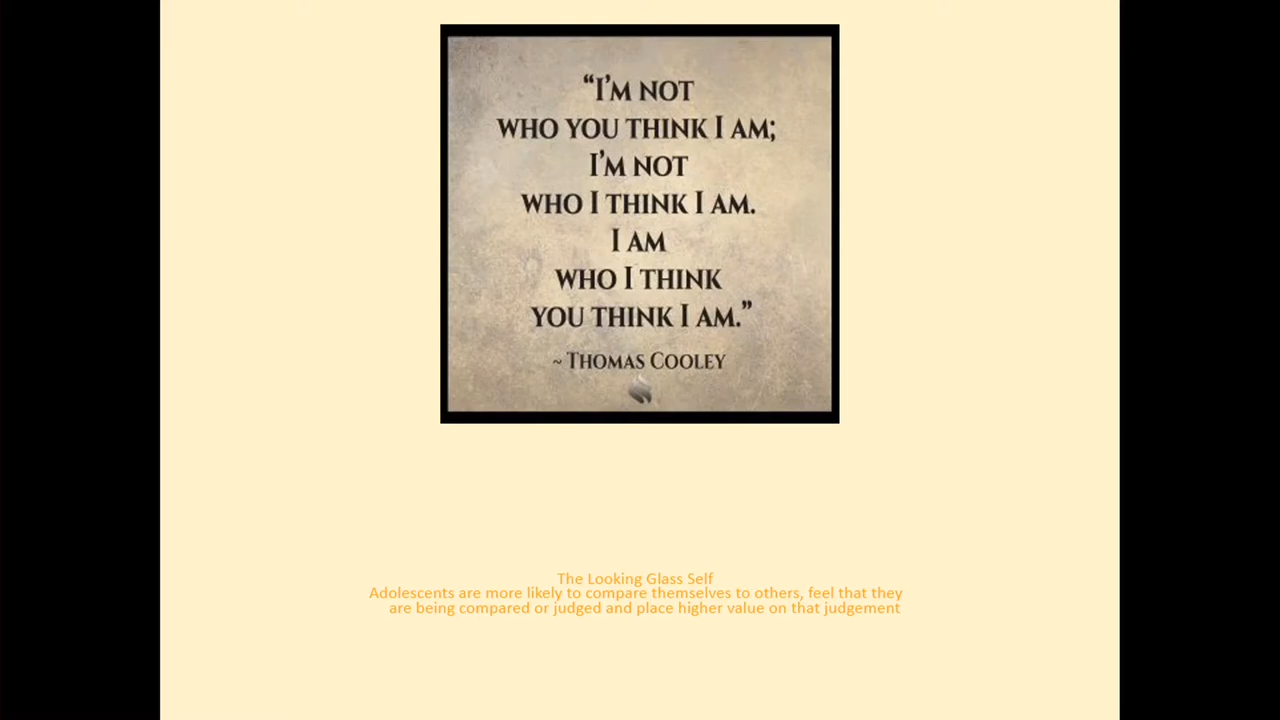 “I’M NOT
WHO YOU THINK I AM;
I’M NOT
WHO I THINK I AM.
I AM
WHO I THINK
YOU THINK I AM.”
~ THOMAS COOLEY
The Looking Glass Self
Adolescents are more likely to compare themselves to others, feel that they
are being compared or judged and place higher value on that judgement